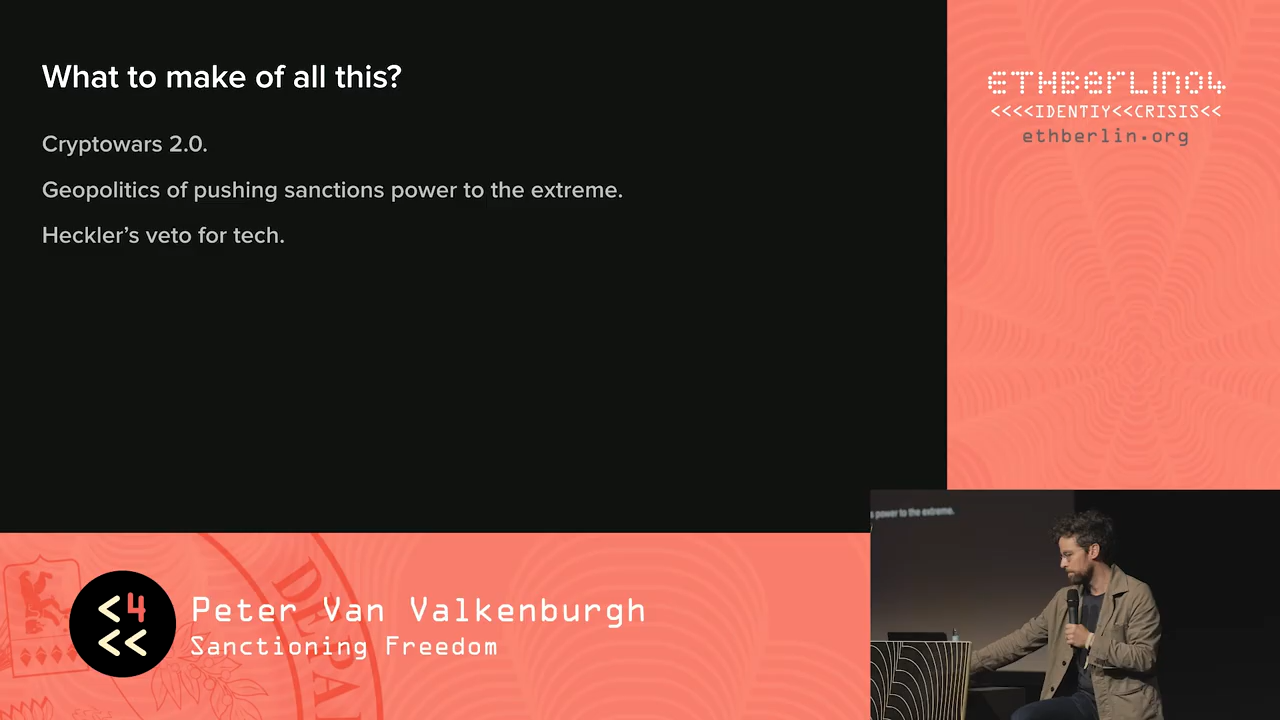 What to make of all this?
Cryptowars 2.0.
Geopolitics of pushing sanctions power to the extreme.
Heckler's veto for tech.
ETHBerlin04
<<<<IDENTIY<<CRISIS<<
ethberlin.org
s power to the extreme.
<4
<<
Peter Van Valkenburgh
Sanctioning Freedom
DEPA